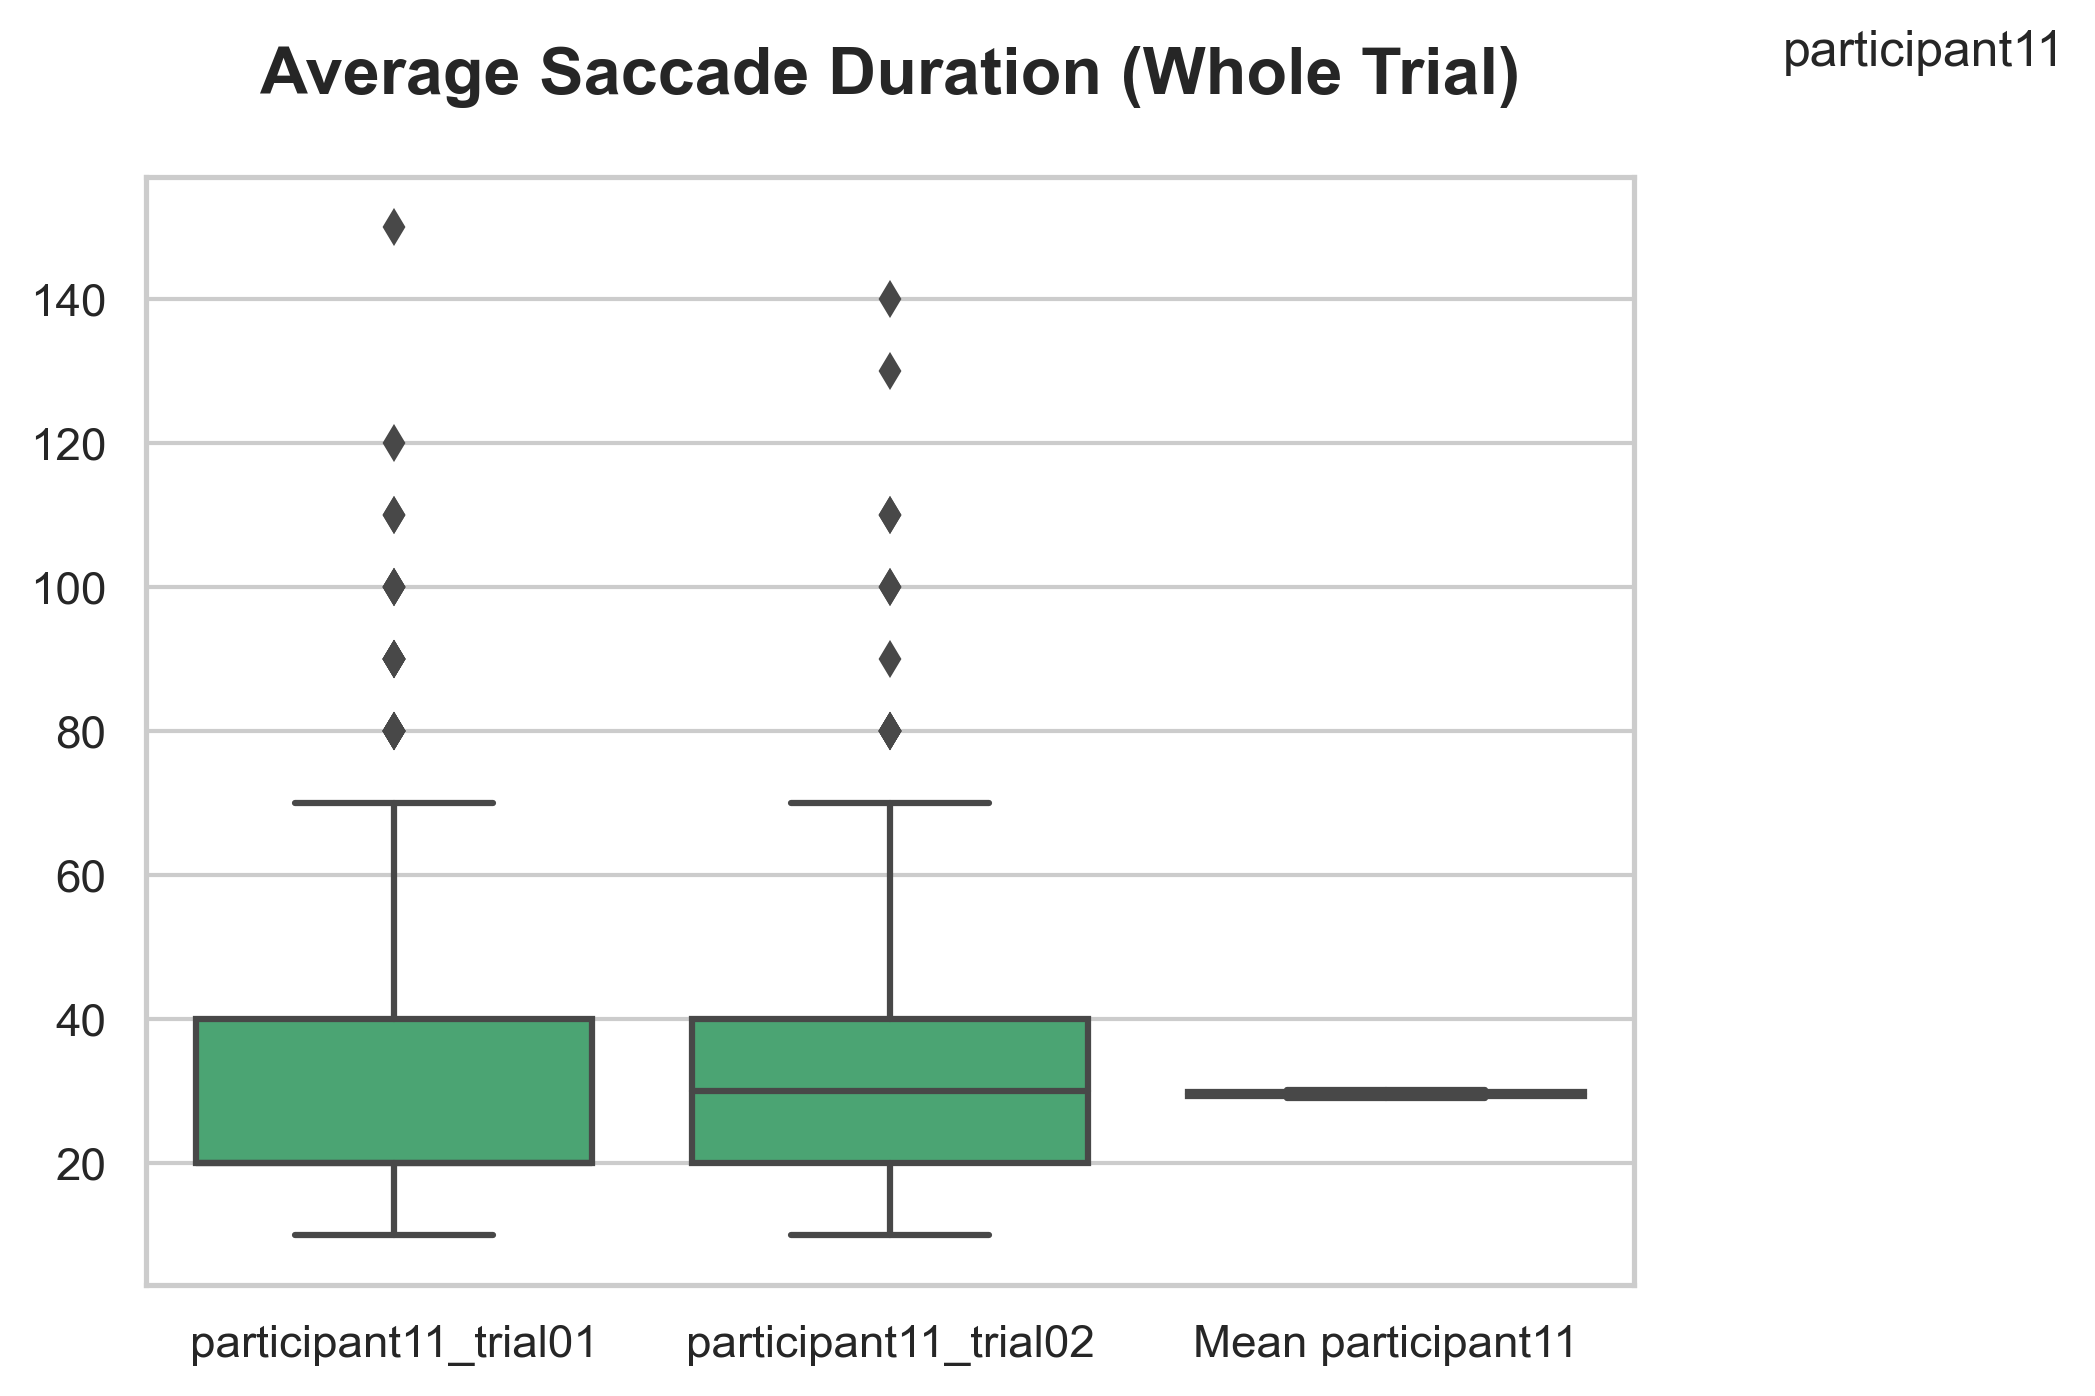 participant11
Average Saccade Duration (Whole Trial)
140
120
100
80
60
40
20
participant11_trial01
participant11_trial02
Mean participant11